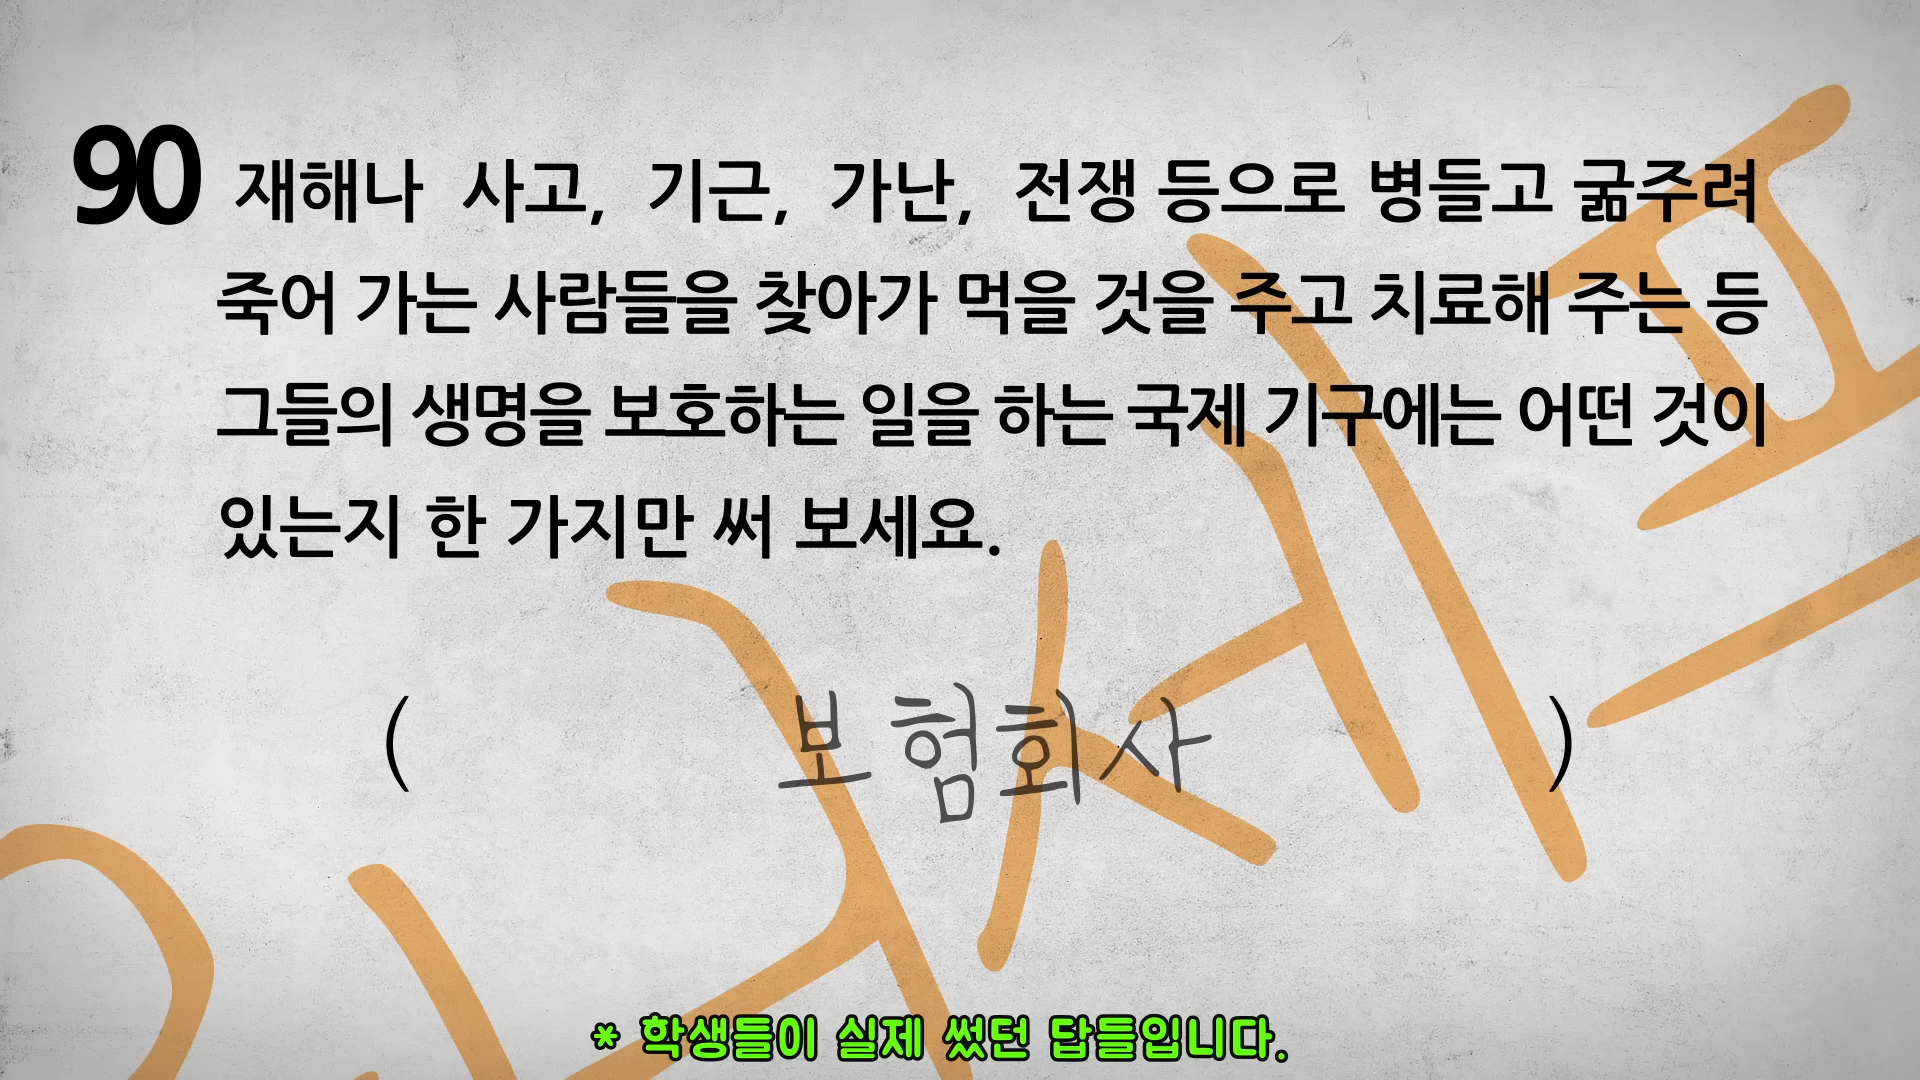 90 재해나 사고, 기근, 가난, 전쟁 등으로 병들고 굶주려
죽어 가는 사람들을 찾아가 먹을 것을 주고 치료해 주는 등
그들의 생명을 보호하는 일을 하는 국제 기구에는 어떤 것이
있는지 한 가지만 써 보세요.
( 보험회사 )
* 학생들이 실제 썼던 답들입니다.